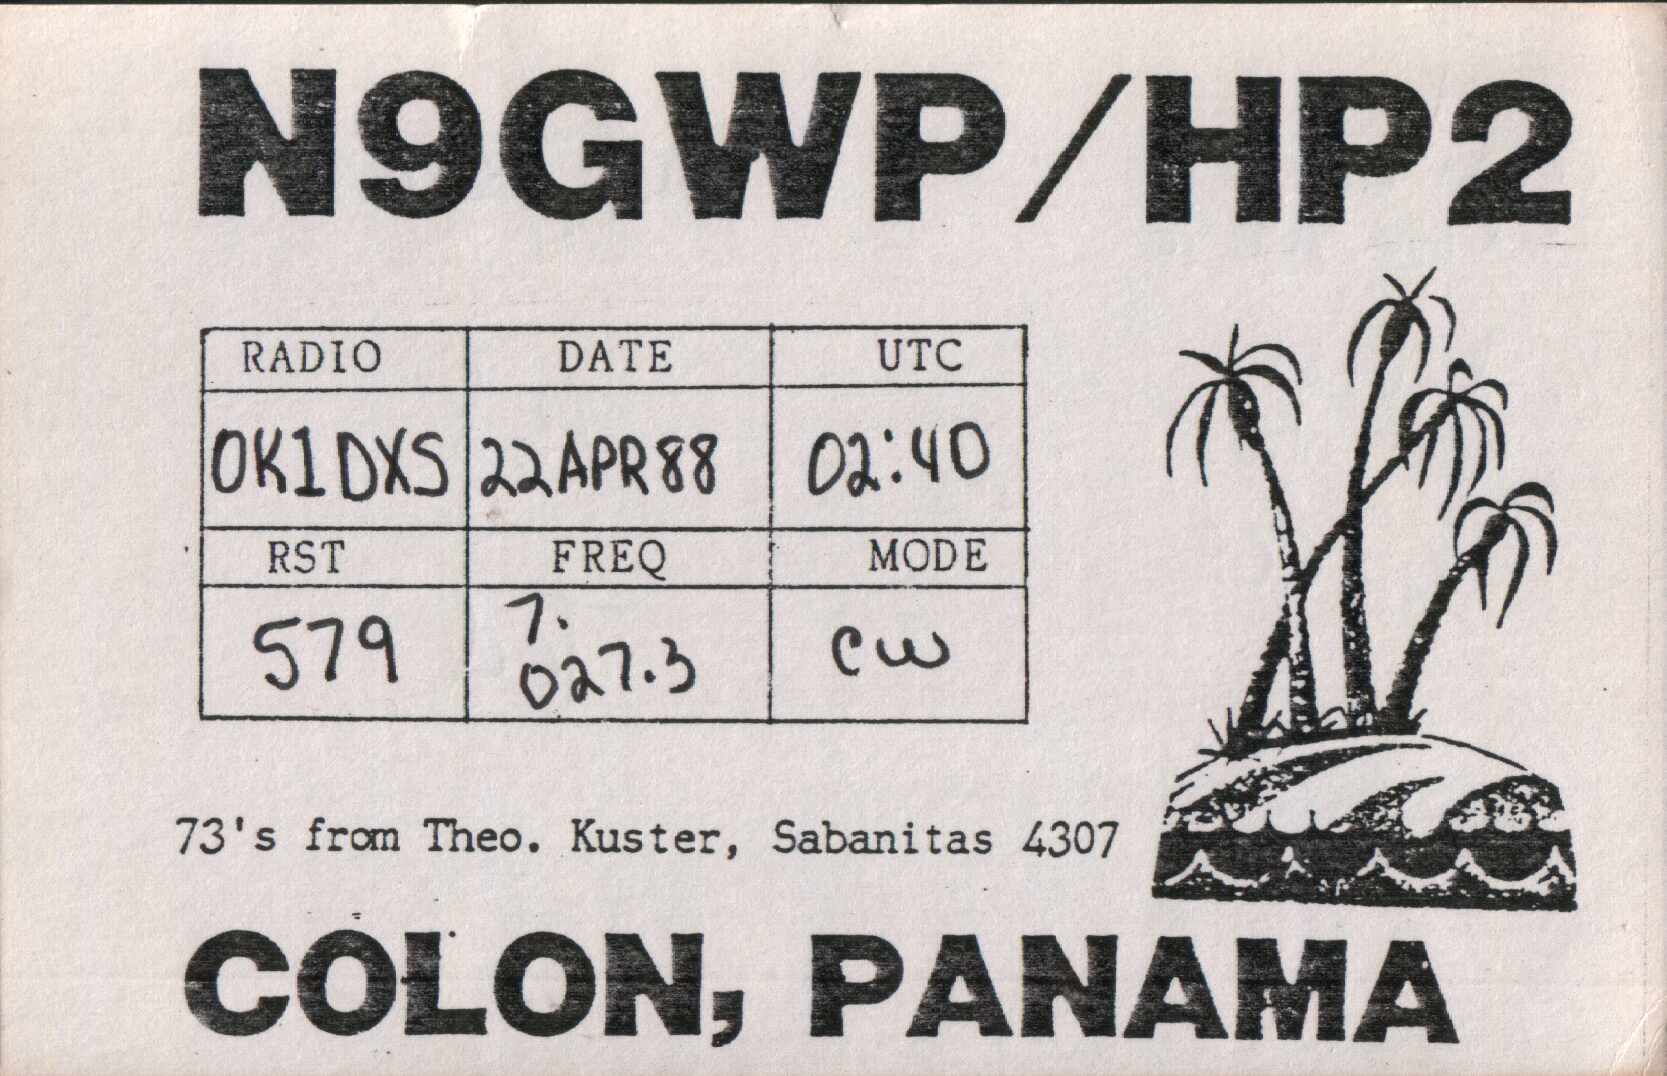 N9GWP/HP2
RADIO DATE UTC
OK1DXS 22APR88 02:40
RST FREQ MODE
579 7. CW
027.3
73's from Theo. Kuster, Sabanitas 4307
COLON, PANAMA